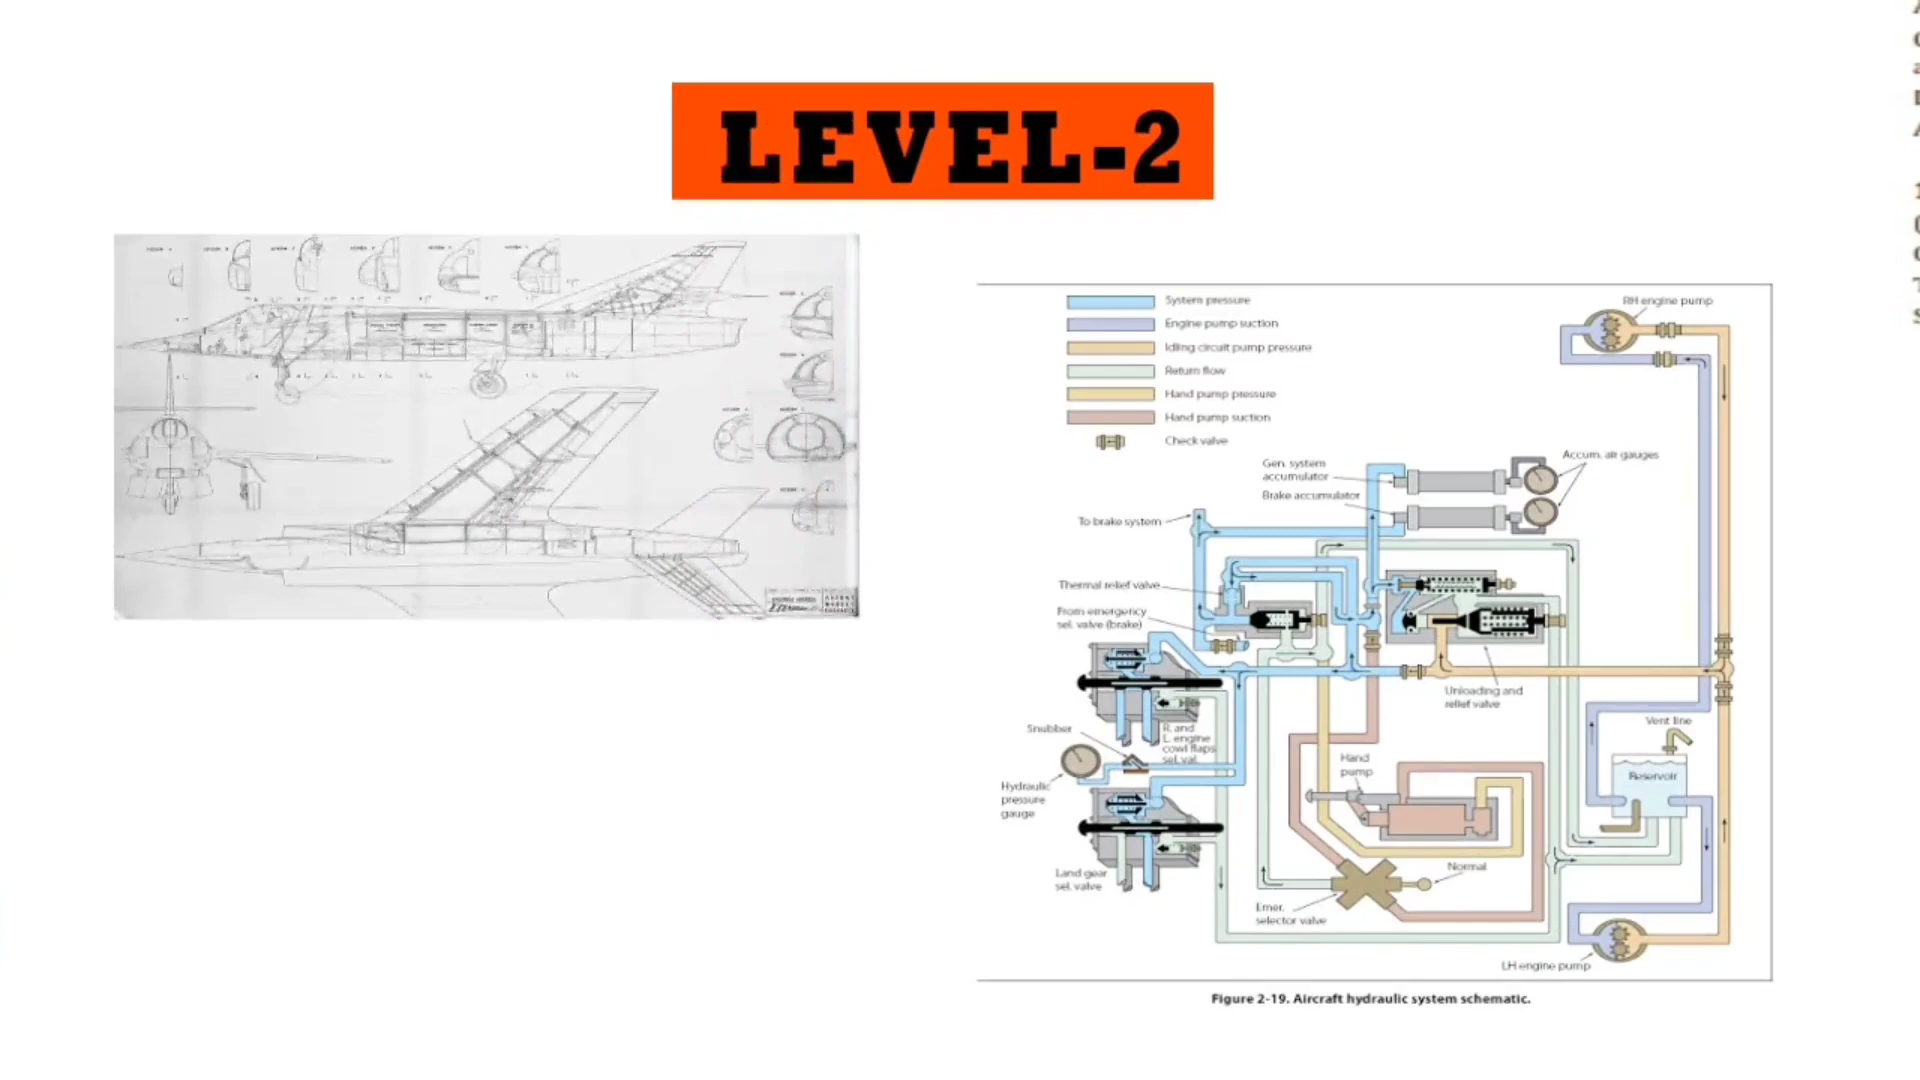 LEVEL-2
System pressure
Engine pump suction
Idling circuit pump pressure
Return flow
Hand pump pressure
Hand pump suction
Check valve
RH engine pump
Accum. air gauges
Gen. system
accumulator
Brake accumulator
To brake system
Thermal relief valve
From emergency
sel. valve (brake)
Unloading and
relief valve
Snubber
R. and
L. engine
cowl flaps
sel. val.
Vent line
Hand
pump
Reservoir
Hydraulic
pressure
gauge
Normal
Land gear
sel. valve
Emer.
selector valve
LH engine pump
Figure 2-19. Aircraft hydraulic system schematic.